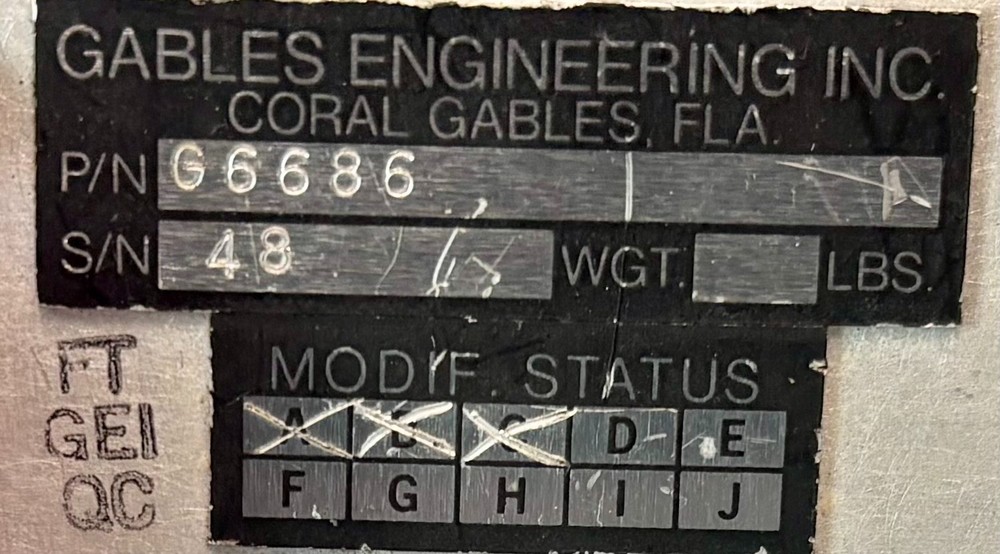 GABLES ENGINEERING INC.
CORAL GABLES, FLA.
P/N G6686
S/N 48 WGT. LBS.
FT
GEI
QC
MODIF. STATUS
A B C D E
F G H I J